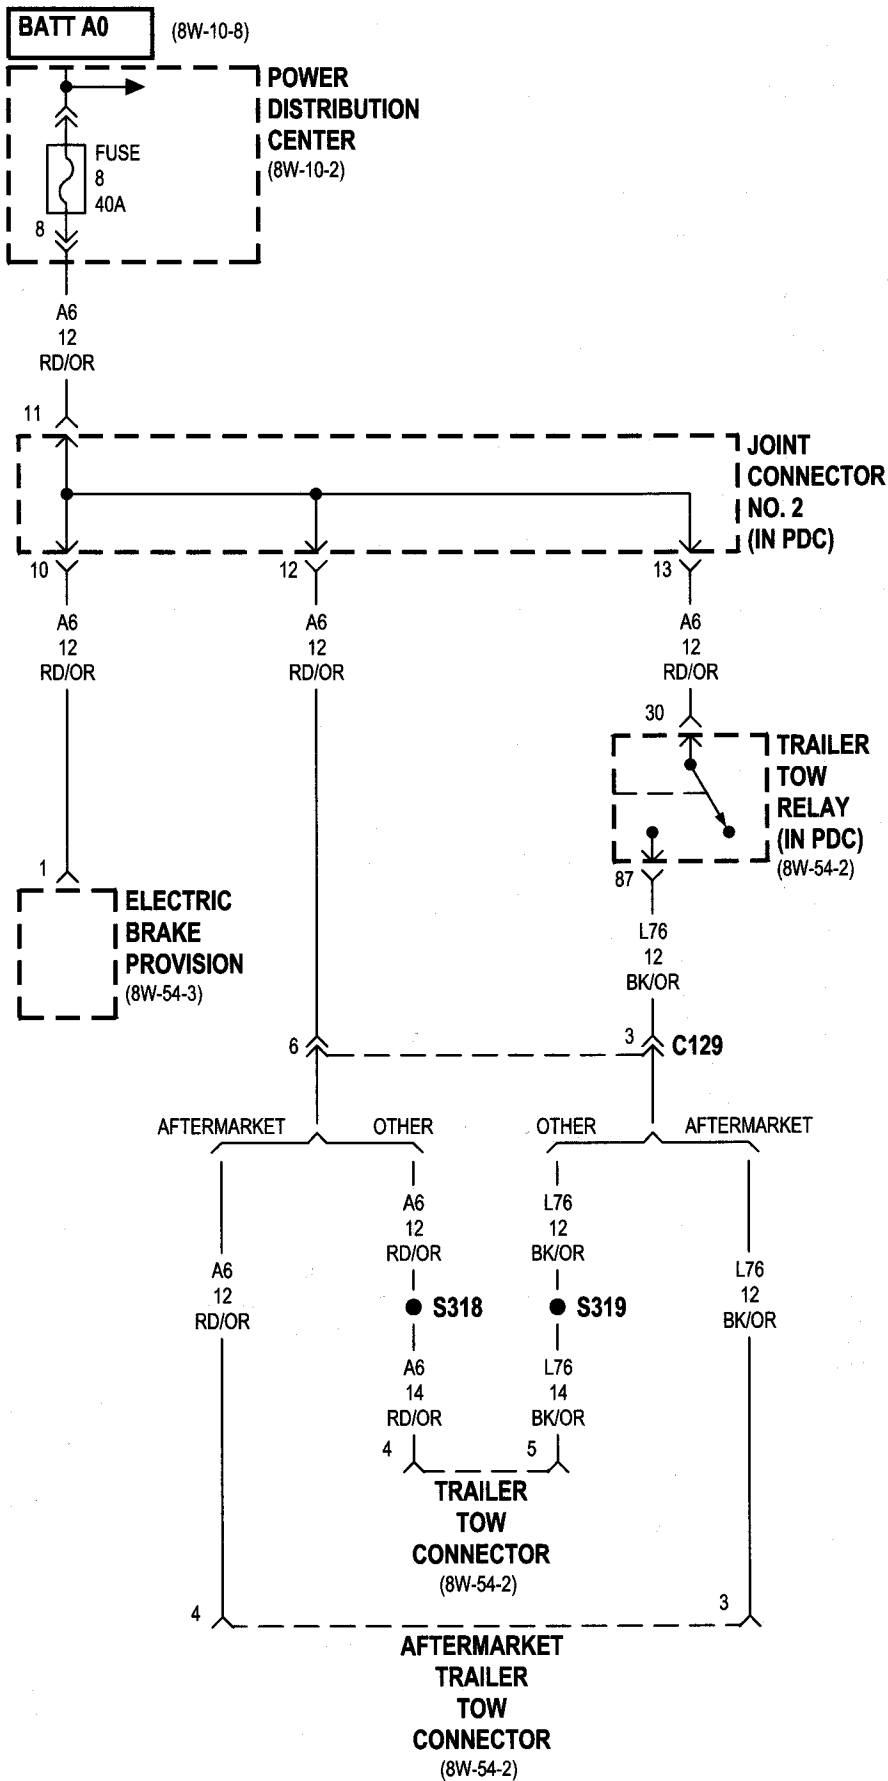 BATT A0
(8W-10-8)
POWER
DISTRIBUTION
CENTER
(8W-10-2)
FUSE
8
40A
8
A6
12
RD/OR
11
JOINT
CONNECTOR
NO. 2
(IN PDC)
10
12
13
A6
12
RD/OR
A6
12
RD/OR
A6
12
RD/OR
30
TRAILER
TOW
RELAY
(IN PDC)
(8W-54-2)
87
1
ELECTRIC
BRAKE
PROVISION
(8W-54-3)
L76
12
BK/OR
6
3
C129
AFTERMARKET
OTHER
OTHER
AFTERMARKET
A6
12
RD/OR
L76
12
BK/OR
A6
12
RD/OR
L76
12
BK/OR
S318
S319
A6
14
RD/OR
L76
14
BK/OR
4
5
TRAILER
TOW
CONNECTOR
(8W-54-2)
4
3
AFTERMARKET
TRAILER
TOW
CONNECTOR
(8W-54-2)